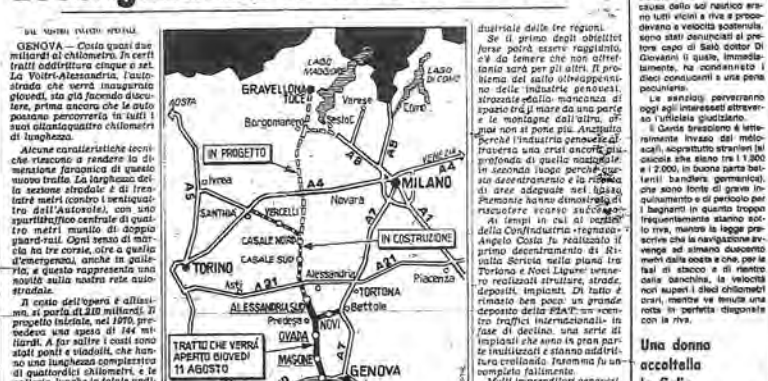 DAL NOSTRO INVIATO SPECIALE
GENOVA — Costa quasi due
miliardi al chilometro. In certi
tratti addirittura cinque o sei.
La Voltri-Alessandria, l'auto-
strada che verrà inaugurata
giovedì, sta già facendo discu-
tere, prima ancora che le auto
possano percorrerla in tutti i
suoi ottantaquattro chilometri
di lunghezza.
Alcune caratteristiche tecni-
che riescono a rendere la di-
mensione faraonica di questo
nuovo tratto. La larghezza del-
la sezione stradale è di tren-
tatré metri (contro i ventiquat-
tro dell'Autosole), con uno
spartitraffico centrale di quat-
tro metri munito di doppio
guard-rail. Ogni senso di mar-
cia ha tre corsie, oltre a quella
d'emergenza, anche in galle-
ria, e questo rappresenta una
novità sulla nostra rete auto-
stradale.
Il costo dell'opera è altissi-
mo, si parla di 210 miliardi. Il
progetto iniziale, nel 1970, pre-
vedeva una spesa di 144 mi-
liardi. A far salire i costi sono
stati ponti e viadotti, che han-
no una lunghezza complessiva
di quattordici chilometri, e le
LAGO
MAGGIORE
LAGO
DI COMO
GRAVELLONA
TOCE
Varese
Como
Sesto C.
AOSTA
Borgomanero
A8
A9
IN PROGETTO
VENEZIA
A4
Ivrea
A5
A4
MILANO
Novara
SANTHIA
VERCELLI
A7
A1
CASALE NORD
IN COSTRUZIONE
CASALE SUD
TORINO
A21
Alessandria
A21
Piacenza
Asti
TORTONA
ALESSANDRIA SUD
Bettole
Predosa
NOVI
OVADA
TRATTO CHE VERRÀ
APERTO GIOVEDÌ
11 AGOSTO
MASONE
A7
GENOVA
dustriale delle tre regioni.
Se il primo degli obiettivi
forse potrà essere raggiunto,
c'è da temere che non altret-
tanto sarà per gli altri. Il pro-
blema del salto oltreappenni-
no delle industrie genovesi,
strozzate dalla mancanza di
spazio tra il mare da una parte
e le montagne dall'altra, or-
mai non si pone più. Anzitutto
perché l'industria genovese at-
traversa una crisi ancora più
profonda di quella nazionale;
in secondo luogo perché que-
sto decentramento e la ricerca
di aree adeguate nel basso
Piemonte hanno dimostrato di
riscuotere scarso successo.
Ai tempi in cui al vertice
della Confindustria «regnava»
Angelo Costa fu realizzato il
primo decentramento di Ri-
valta Scrivia nella piana tra
Tortona e Novi Ligure: venne-
ro realizzati strutture, strade,
depositi, impianti. Di tutto è
rimasto ben poco: un grande
deposito della FIAT, un «cen-
tro traffici internazionali» in
fase di declino, una serie di
impianti che sono in gran par-
te inutilizzati e stanno addirit-
tura crollando. Insomma fu un
completo fallimento.
Molti imprenditori genovesi
causa dello sci nautico era-
no tutti vicini a riva e proce-
devano a velocità sostenuta,
sono stati denunciati al pre-
tore capo di Salò dottor Di
Giovanni il quale, immedia-
tamente, ha condannato i
dieci conducenti a una pena
pecuniaria.
Le sanzioni perverranno
oggi agli interessati attraver-
so l'ufficiale giudiziario.
Il Garda bresciano è lette-
ralmente invaso dai moto-
scafi, soprattutto stranieri (si
calcola che siano tra i 1.800
e i 2.000, in buona parte bat-
tenti bandiera germanica),
che sono fonte di grave in-
quinamento e di pericolo per
i bagnanti in quanto troppo
frequentemente stanno sot-
to riva, mentre la legge pre-
scrive che la navigazione av-
venga ad almeno duecento
metri dalla costa e che, per le
fasi di stacco e di rientro
dalla banchina, la velocità
non superi i dieci chilometri
orari, mentre va tenuta una
rotta in perfetta diagonale
con la riva.
Una donna
accoltella